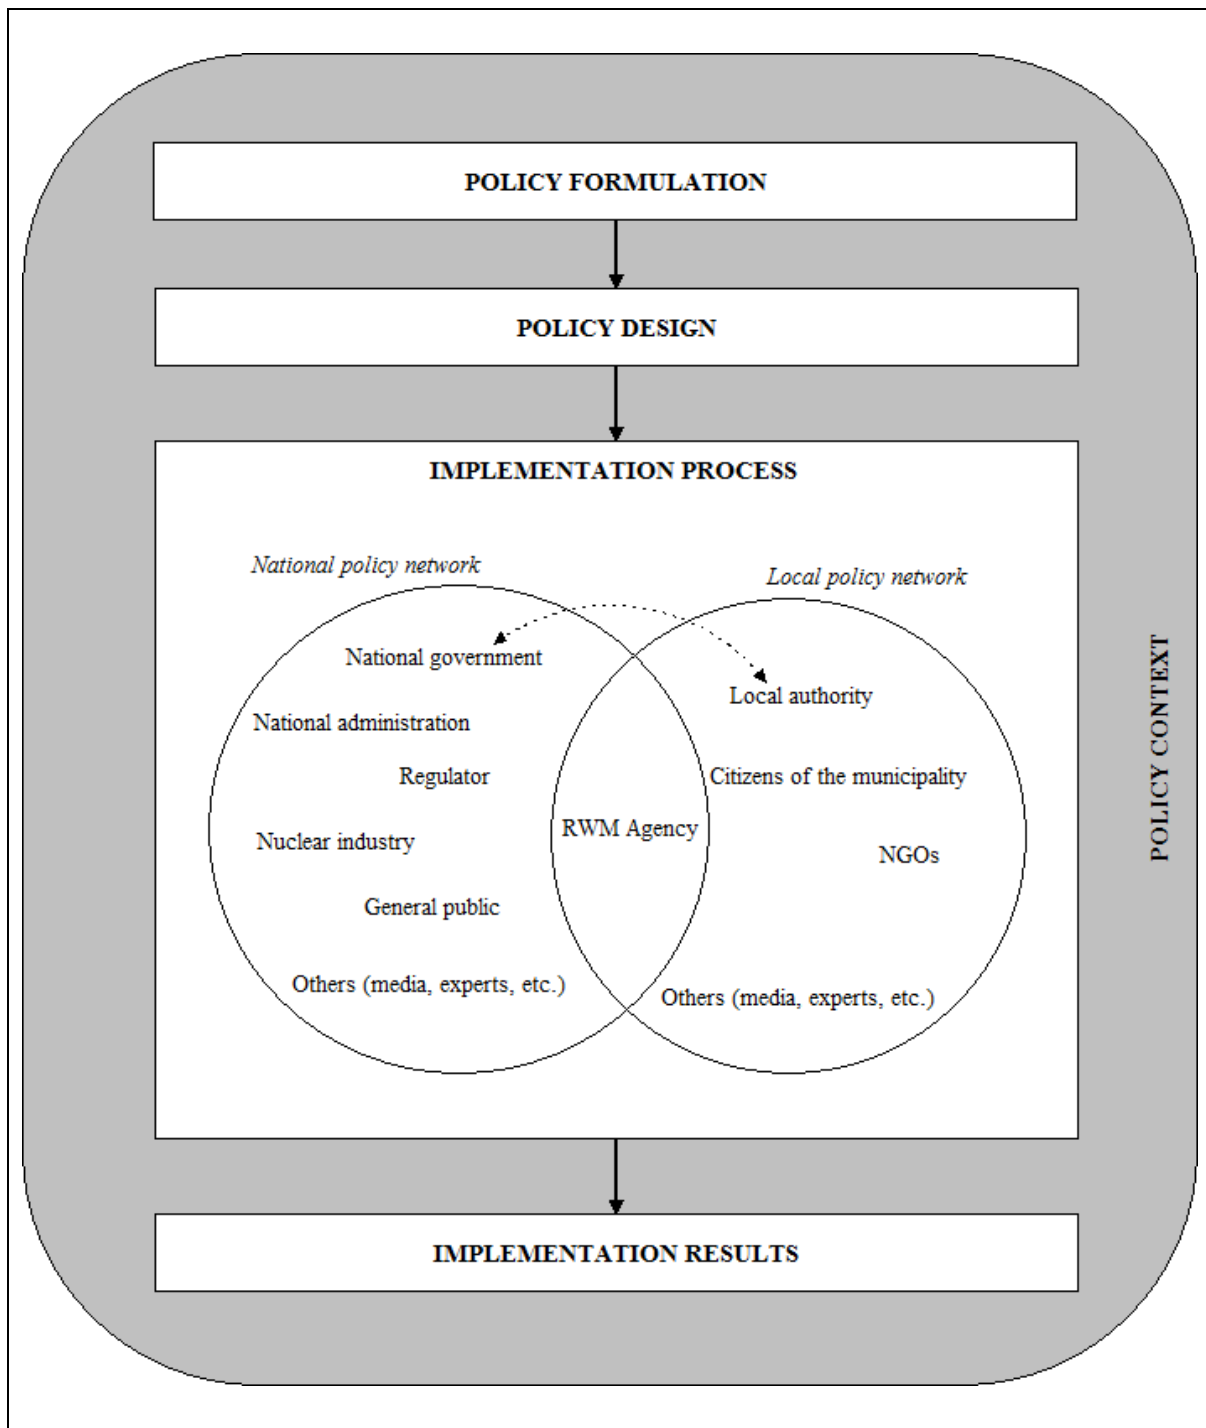 POLICY FORMULATION
POLICY DESIGN
IMPLEMENTATION PROCESS
National policy network
Local policy network
National government
Local authority
National administration
Regulator
Citizens of the municipality
RWM Agency
Nuclear industry
NGOs
General public
Others (media, experts, etc.)
Others (media, experts, etc.)
POLICY CONTEXT
IMPLEMENTATION RESULTS